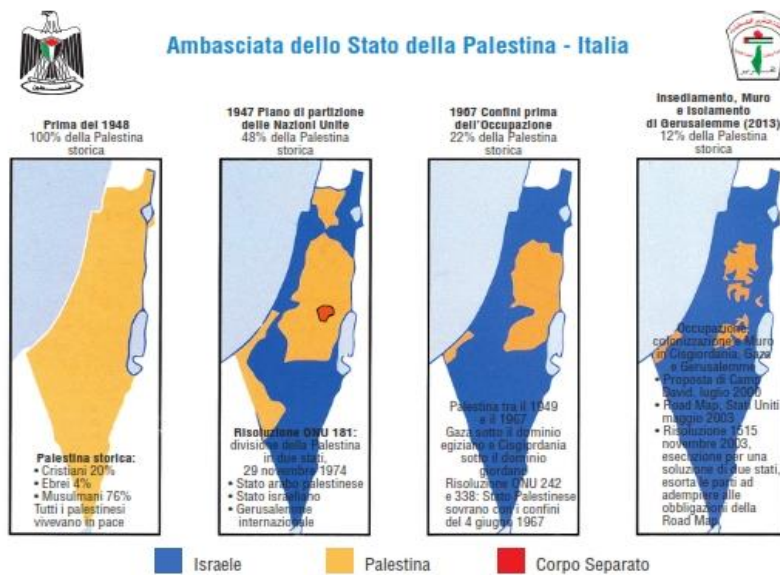 Ambasciata dello Stato della Palestina - Italia
Prima del 1948
100% della Palestina
storica
Palestina storica:
• Cristiani 20%
• Ebrei 4%
• Musulmani 76%
Tutti i palestinesi
vivevano in pace
1947 Piano di partizione
delle Nazioni Unite
48% della Palestina
storica
Risoluzione ONU 181:
divisione della Palestina
in due stati,
29 novembre 1974
• Stato arabo palestinese
• Stato israeliano
• Gerusalemme
internazionale
1967 Confini prima
dell'Occupazione
22% della Palestina
storica
Palestina tra il 1949
e il 1967
Gaza sotto il dominio
egiziano e Cisgiordania
sotto il dominio
giordano
Risoluzione ONU 242
e 338: Stato Palestinese
sovrano con i confini
del 4 giugno 1967
Insediamento, Muro
e Isolamento
di Gerusalemme (2013)
12% della Palestina
storica
Occupazione,
colonizzazione e Muro
in Cisgiordania, Gaza
e Gerusalemme
• Proposta di Camp
David, luglio 2000
• Road Map, Stati Uniti
maggio 2003
• Risoluzione 1515
novembre 2003,
esecuzione per una
soluzione di due stati,
esorta le parti ad
adempiere alle
obbligazioni della
Road Map
Israele
Palestina
Corpo Separato